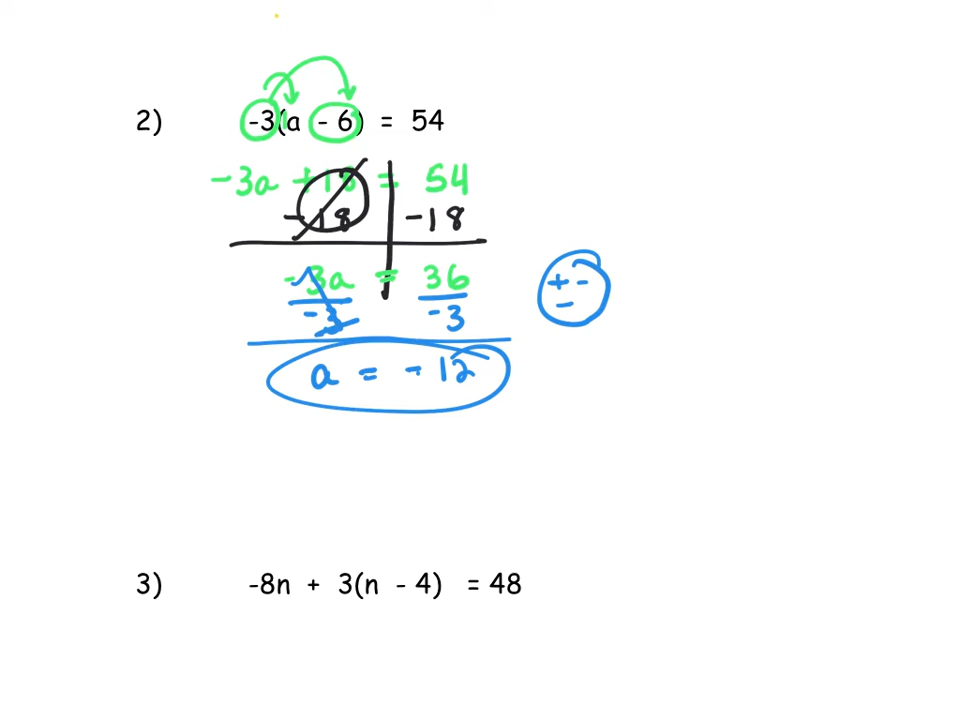 2) -3(a - 6) = 54
-3a +18 = 54
-18 -18
-3a = 36
-3 -3
+ -
-
a = -12
3) -8n + 3(n - 4) = 48